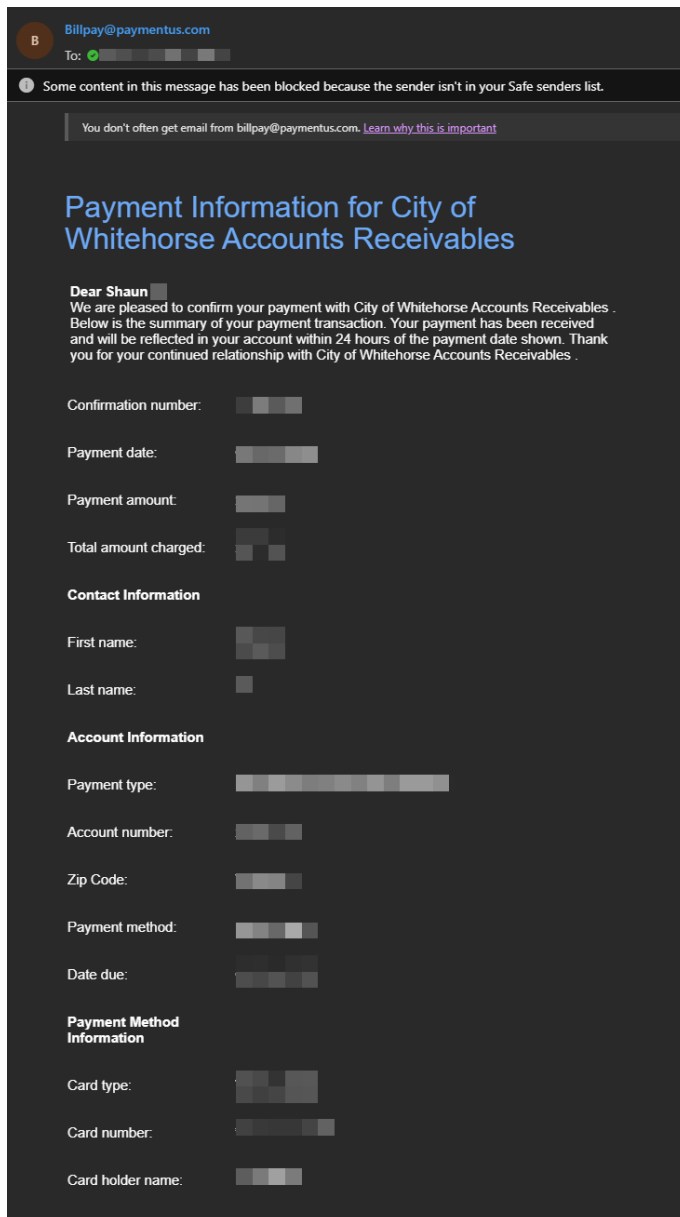 B
Billpay@paymentus.com
To:
Some content in this message has been blocked because the sender isn't in your Safe senders list.
You don't often get email from billpay@paymentus.com. Learn why this is important
Payment Information for City of
Whitehorse Accounts Receivables
Dear Shaun
We are pleased to confirm your payment with City of Whitehorse Accounts Receivables .
Below is the summary of your payment transaction. Your payment has been received
and will be reflected in your account within 24 hours of the payment date shown. Thank
you for your continued relationship with City of Whitehorse Accounts Receivables .
Confirmation number:
Payment date:
Payment amount:
Total amount charged:
Contact Information
First name:
Last name:
Account Information
Payment type:
Account number:
Zip Code:
Payment method:
Date due:
Payment Method
Information
Card type:
Card number:
Card holder name: